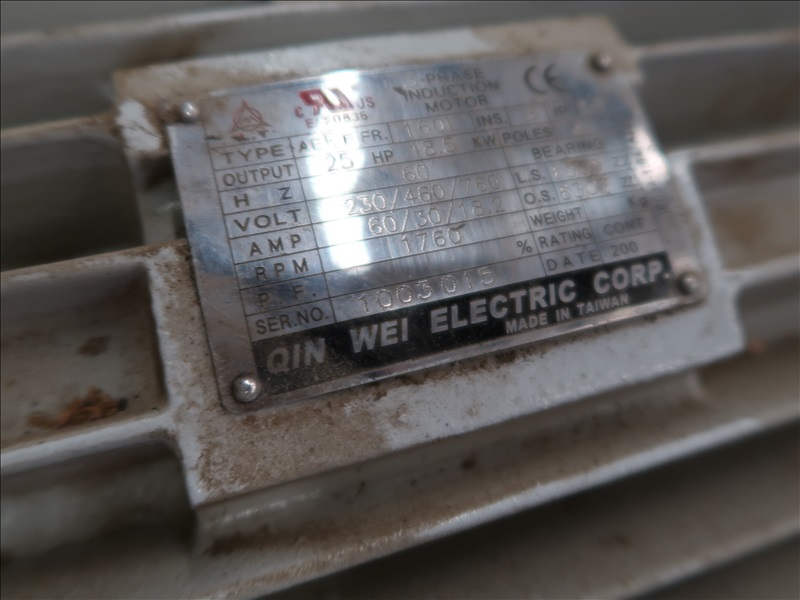 3-PHASE
INDUCTION
MOTOR
c US
TYPE FR. 160 INS.
OUTPUT 25 HP 18.5 KW POLES
H Z 60 BEARING
VOLT 230/460/760 L.S.
AMP 60/30/18.2 O.S.
RPM 1760 WEIGHT Kg
P. F. % RATING CONT
SER.NO. 1003015 DATE 200
QIN WEI ELECTRIC CORP.
MADE IN TAIWAN